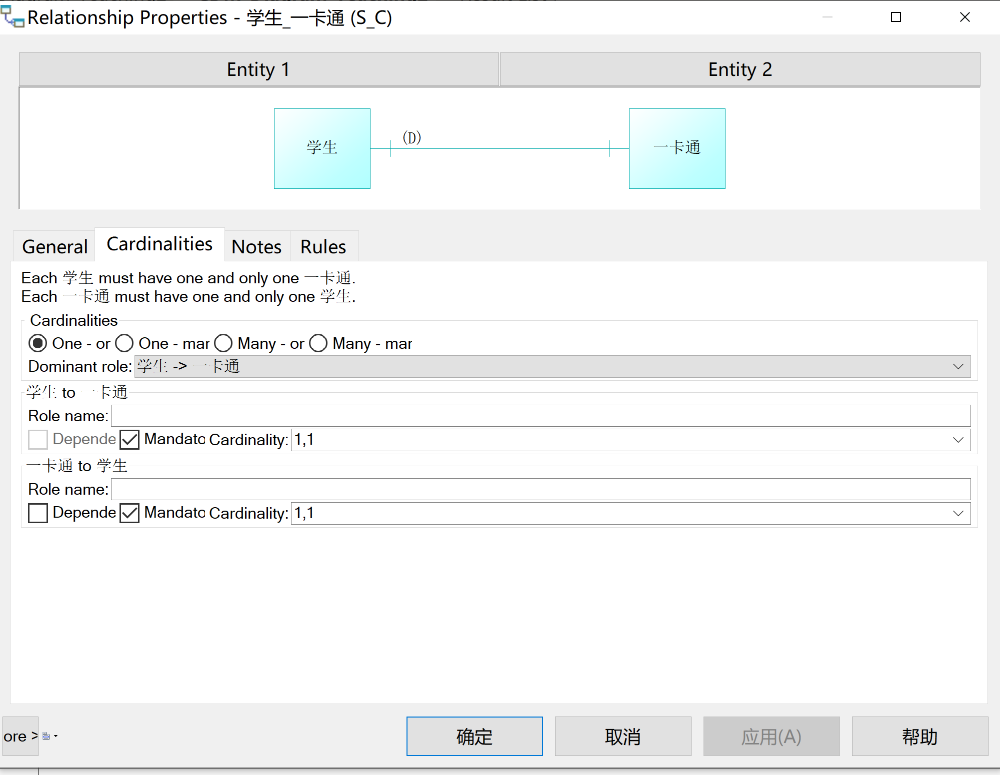 Relationship Properties - 学生_一卡通 (S_C)
Entity 1
Entity 2
学生
(D)
一卡通
General
Cardinalities
Notes
Rules
Each 学生 must have one and only one 一卡通.
Each 一卡通 must have one and only one 学生.
Cardinalities
One - or
One - mar
Many - or
Many - mar
Dominant role: 学生 -> 一卡通
学生 to 一卡通
Role name:
Depende
Mandato
Cardinality: 1,1
一卡通 to 学生
Role name:
Depende
Mandato
Cardinality: 1,1
ore >
确定
取消
应用(A)
帮助